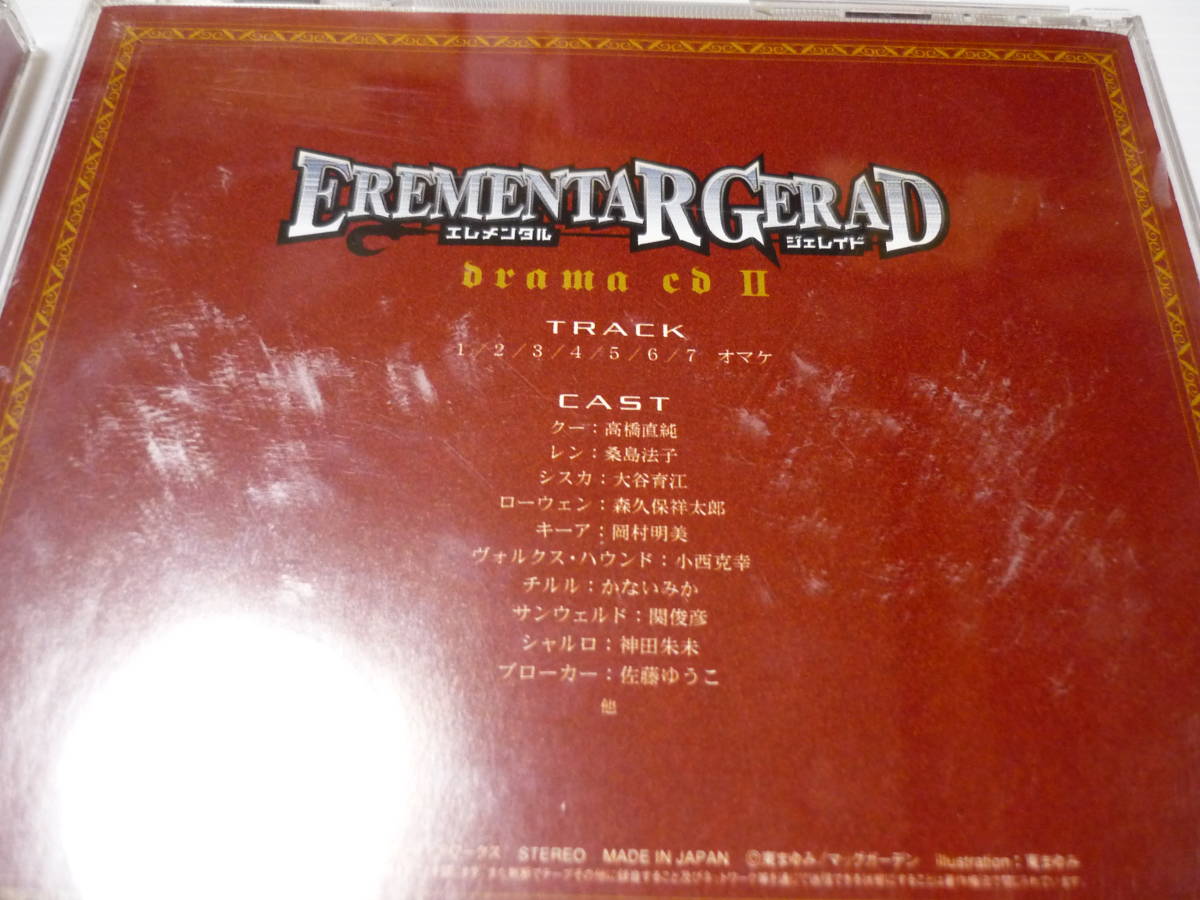 EREMENTAR GERAD
エレメンタル ジェレイド
drama cd II
TRACK
1/2/3/4/5/6/7 オマケ
CAST
クー:高橋直純
レン:桑島法子
シスカ:大谷育江
ローウェン:森久保祥太郎
キーア:岡村明美
ヴォルクス・ハウンド:小西克幸
チルル:かないみか
サンウェルド:関俊彦
シャルロ:神田朱未
ブローカー:佐藤ゆうこ
他
ワークス STEREO MADE IN JAPAN ©東まゆみ/マッグガーデン illustration:東まゆみ